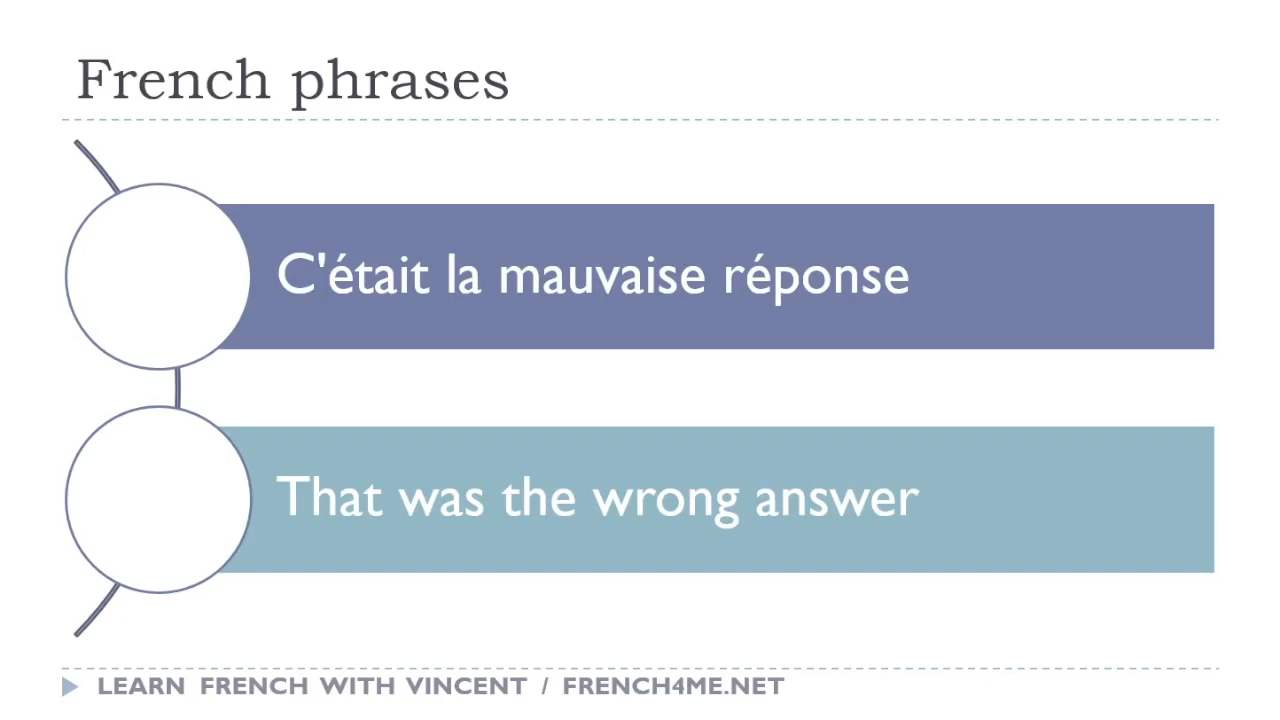 French phrases
C'était la mauvaise réponse
That was the wrong answer
LEARN FRENCH WITH VINCENT / FRENCH4ME.NET